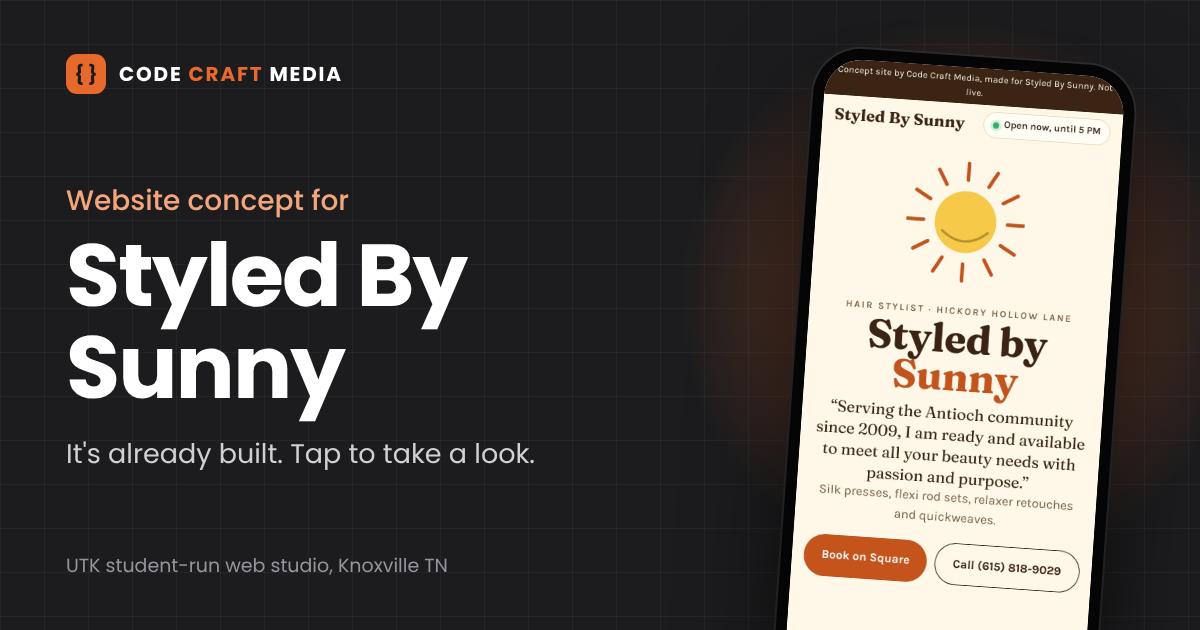 { } CODE CRAFT MEDIA
Website concept for
Styled By
Sunny
It's already built. Tap to take a look.
UTK student-run web studio, Knoxville TN
Concept site by Code Craft Media, made for Styled By Sunny. Not
live.
Styled By Sunny
Open now, until 5 PM
HAIR STYLIST · HICKORY HOLLOW LANE
Styled by
Sunny
“Serving the Antioch community
since 2009, I am ready and available
to meet all your beauty needs with
passion and purpose.”
Silk presses, flexi rod sets, relaxer retouches
and quickweaves.
Book on Square
Call (615) 818-9029